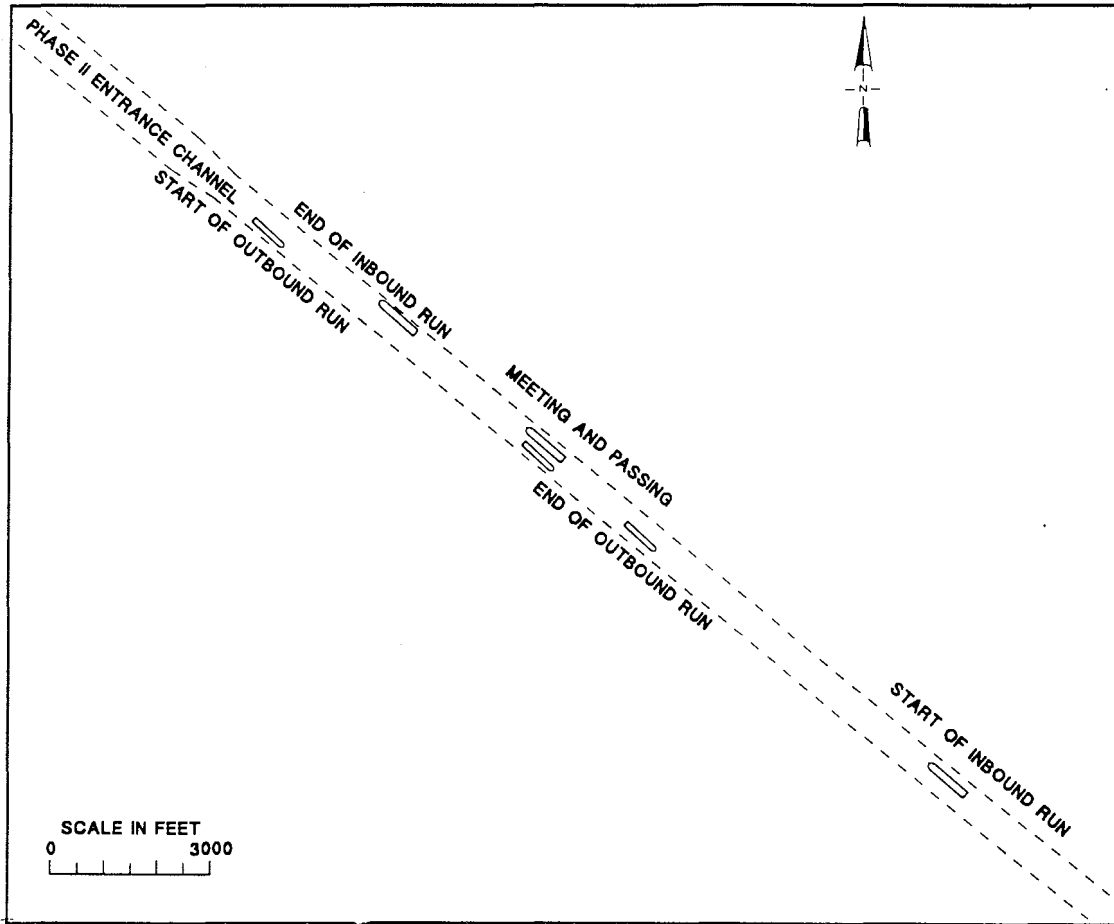 PHASE II ENTRANCE CHANNEL
N
START OF OUTBOUND RUN
END OF INBOUND RUN
MEETING AND PASSING
END OF OUTBOUND RUN
START OF INBOUND RUN
SCALE IN FEET
0 3000